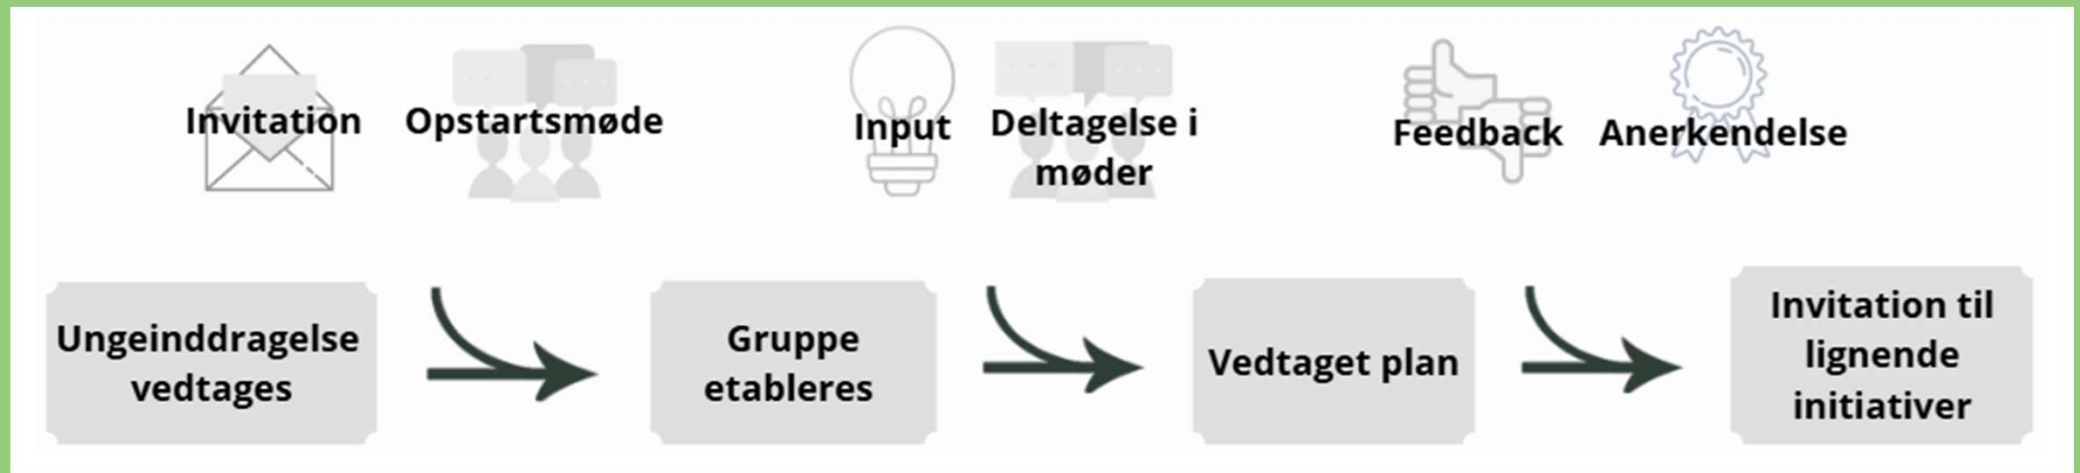 Invitation
Opstartsmøde
Input
Deltagelse i
møder
Feedback
Anerkendelse
Ungeinddragelse
vedtages
Gruppe
etableres
Vedtaget plan
Invitation til
lignende
initiativer